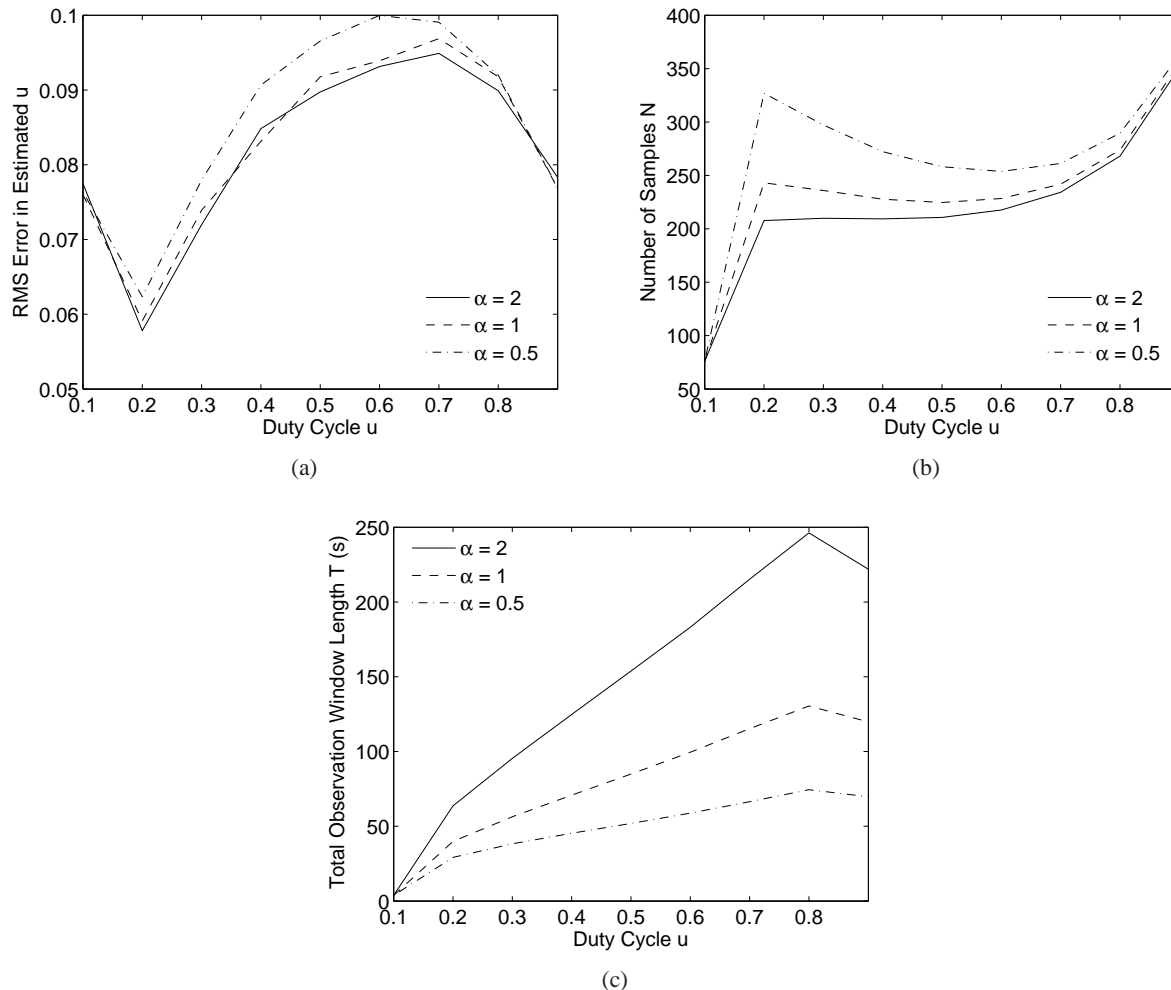 0.1
0.09
0.08
0.07
0.06
0.05
RMS Error in Estimated u
0.1 0.2 0.3 0.4 0.5 0.6 0.7 0.8
Duty Cycle u
α = 2
α = 1
α = 0.5
(a)
400
350
300
250
200
150
100
50
Number of Samples N
0.1 0.2 0.3 0.4 0.5 0.6 0.7 0.8
Duty Cycle u
α = 2
α = 1
α = 0.5
(b)
250
200
150
100
50
0
Total Observation Window Length T (s)
0.1 0.2 0.3 0.4 0.5 0.6 0.7 0.8
Duty Cycle u
α = 2
α = 1
α = 0.5
(c)